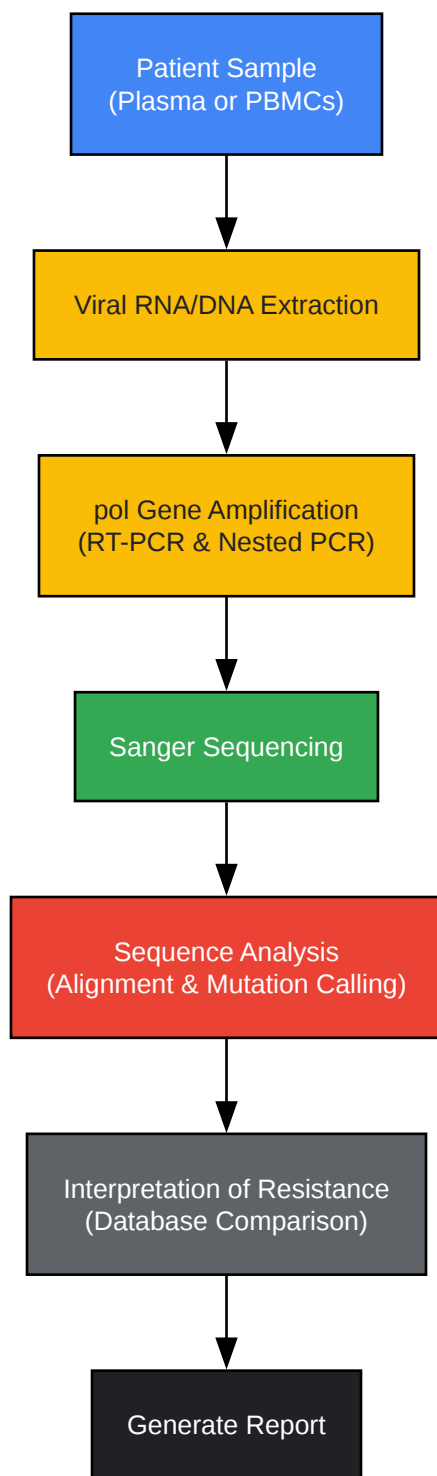 Patient Sample
(Plasma or PBMCs)
Viral RNA/DNA Extraction
pol Gene Amplification
(RT-PCR & Nested PCR)
Sanger Sequencing
Sequence Analysis
(Alignment & Mutation Calling)
Interpretation of Resistance
(Database Comparison)
Generate Report